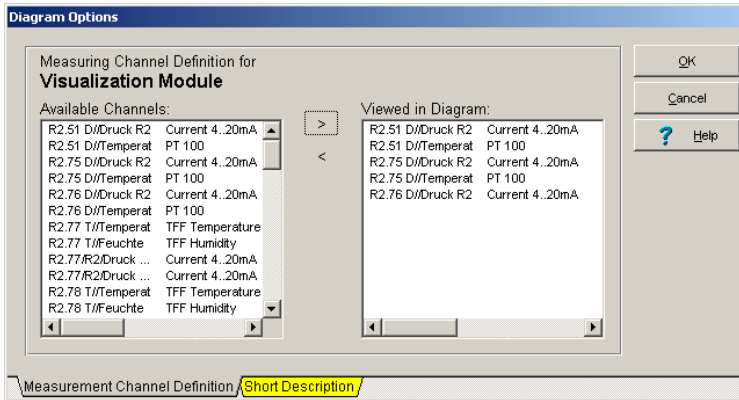 Diagram Options
Measuring Channel Definition for
Visualization Module
Available Channels:
R2.51 D//Druck R2 Current 4..20mA
R2.51 D//Temperat PT 100
R2.75 D//Druck R2 Current 4..20mA
R2.75 D//Temperat PT 100
R2.76 D//Druck R2 Current 4..20mA
R2.76 D//Temperat PT 100
R2.77 T//Temperat TFF Temperature
R2.77 T//Feuchte TFF Humidity
R2.77/R2/Druck ... Current 4..20mA
R2.77/R2/Druck ... Current 4..20mA
R2.78 T//Temperat TFF Temperature
R2.78 T//Feuchte TFF Humidity
>
<
Viewed in Diagram:
R2.51 D//Druck R2 Current 4..20mA
R2.51 D//Temperat PT 100
R2.75 D//Druck R2 Current 4..20mA
R2.75 D//Temperat PT 100
R2.76 D//Druck R2 Current 4..20mA
OK
Cancel
? Help
Measurement Channel Definition
Short Description